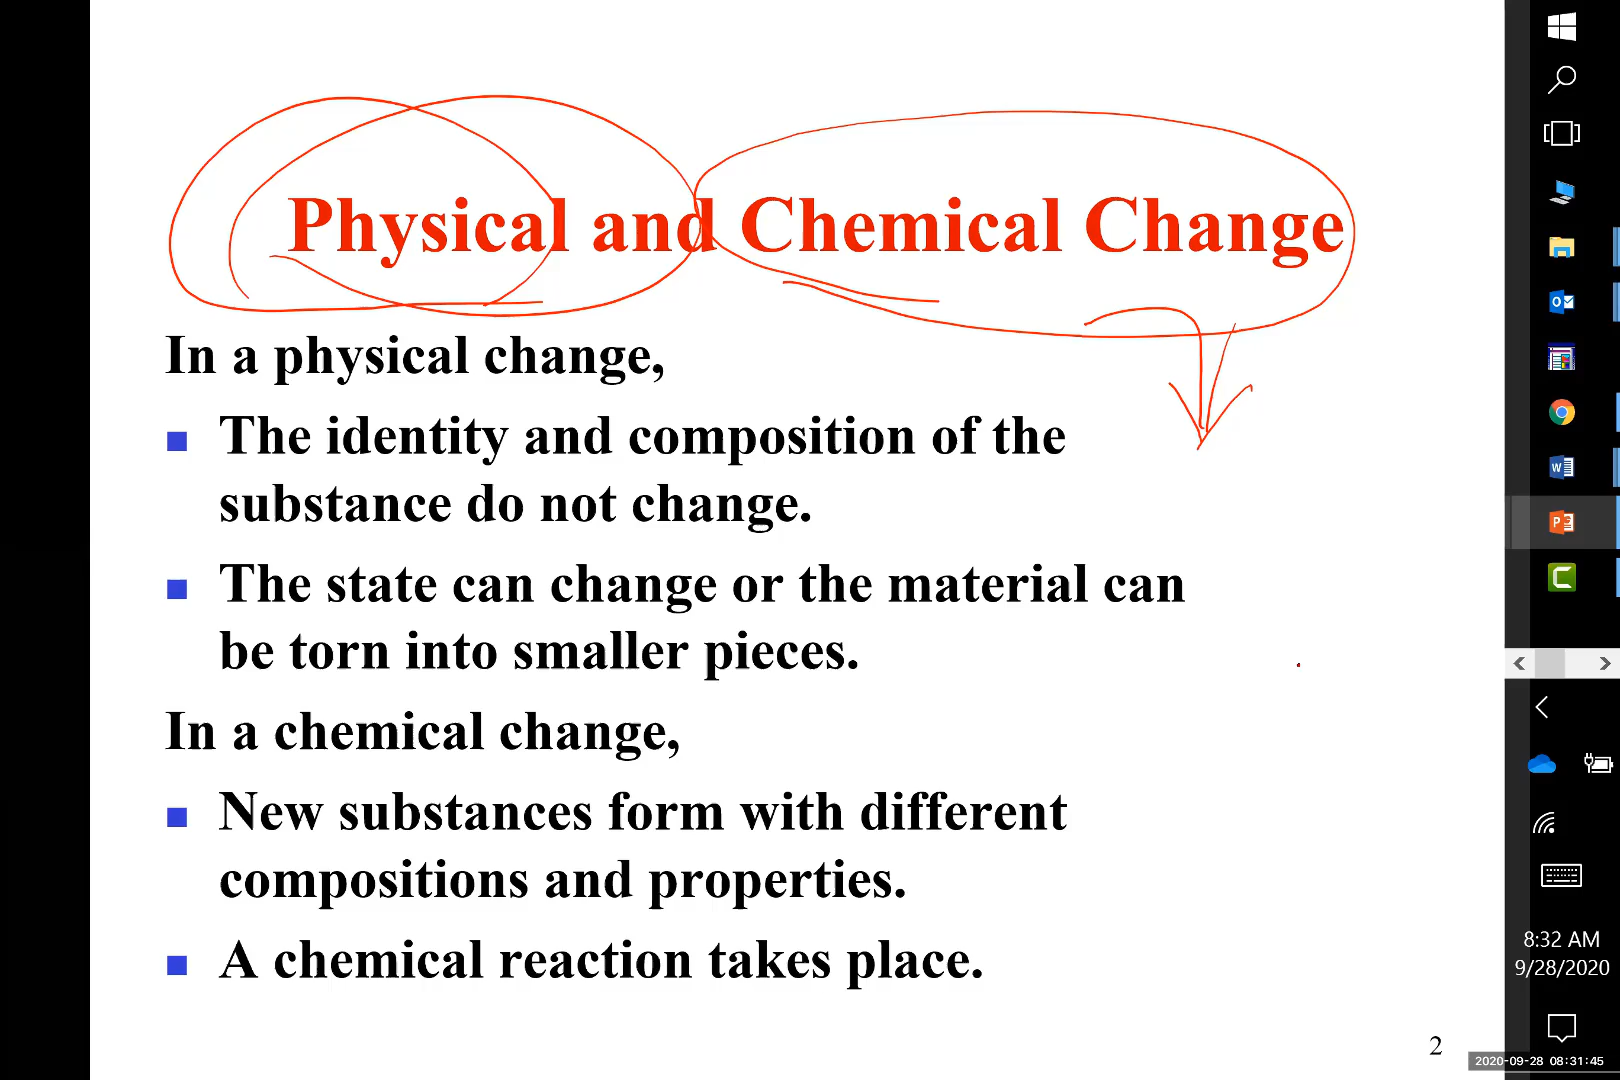 Physical and Chemical Change
In a physical change,
The identity and composition of the
substance do not change.
The state can change or the material can
be torn into smaller pieces.
In a chemical change,
New substances form with different
compositions and properties.
A chemical reaction takes place.
2
8:32 AM
9/28/2020
2020-09-28 08:31:45